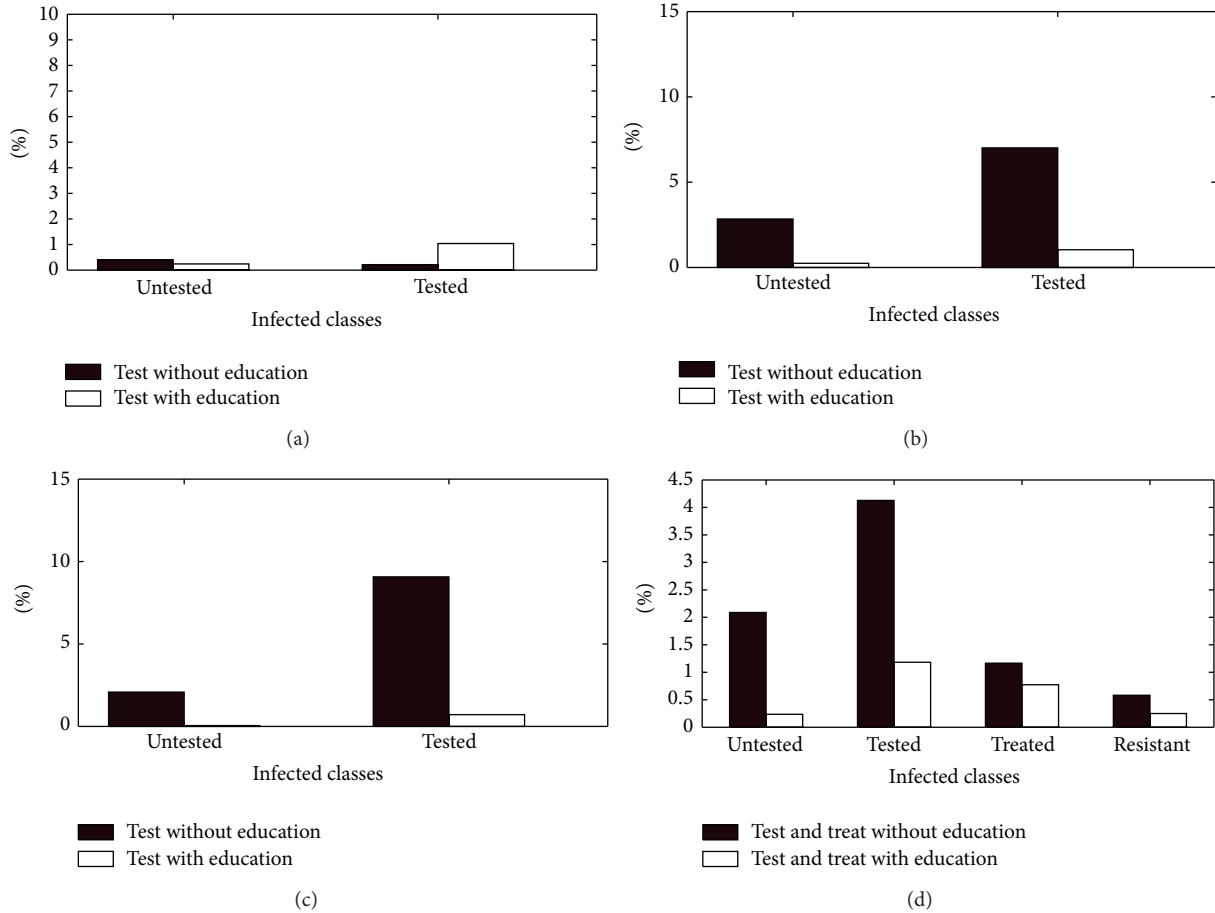 10
9
8
7
6
5
4
3
2
1
0
(%)
Untested Tested
Infected classes
Test without education
Test with education
(a)
15
10
5
0
(%)
Untested Tested
Infected classes
Test without education
Test with education
(b)
15
10
5
0
(%)
Untested Tested
Infected classes
Test without education
Test with education
(c)
4.5
4
3.5
3
2.5
2
1.5
1
0.5
0
(%)
Untested Tested Treated Resistant
Infected classes
Test and treat without education
Test and treat with education
(d)